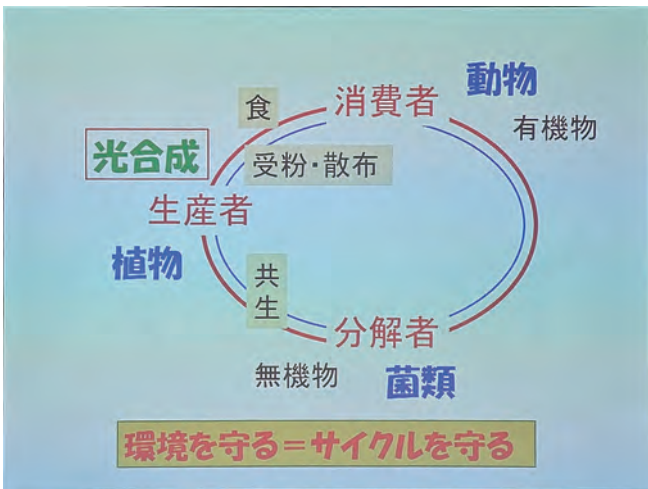 動物
消費者
食
有機物
光合成
受粉・散布
生産者
植物
共生
分解者
無機物
菌類
環境を守る=サイクルを守る